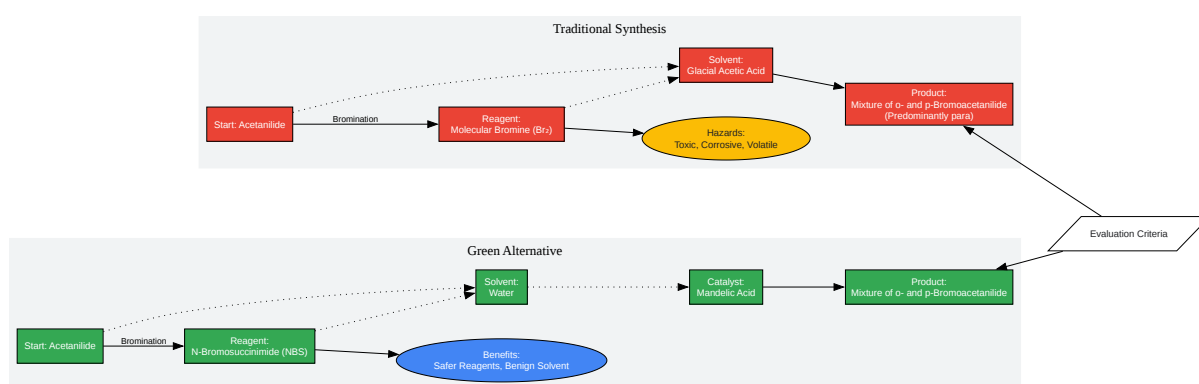 Traditional Synthesis
Solvent:
Glacial Acetic Acid
Start: Acetanilide
Bromination
Reagent:
Molecular Bromine (Br₂)
Hazards:
Toxic, Corrosive, Volatile
Product:
Mixture of o- and p-Bromoacetanilide
(Predominantly para)
Evaluation Criteria
Green Alternative
Solvent:
Water
Catalyst:
Mandelic Acid
Product:
Mixture of o- and p-Bromoacetanilide
Start: Acetanilide
Bromination
Reagent:
N-Bromosuccinimide (NBS)
Benefits:
Safer Reagents, Benign Solvent